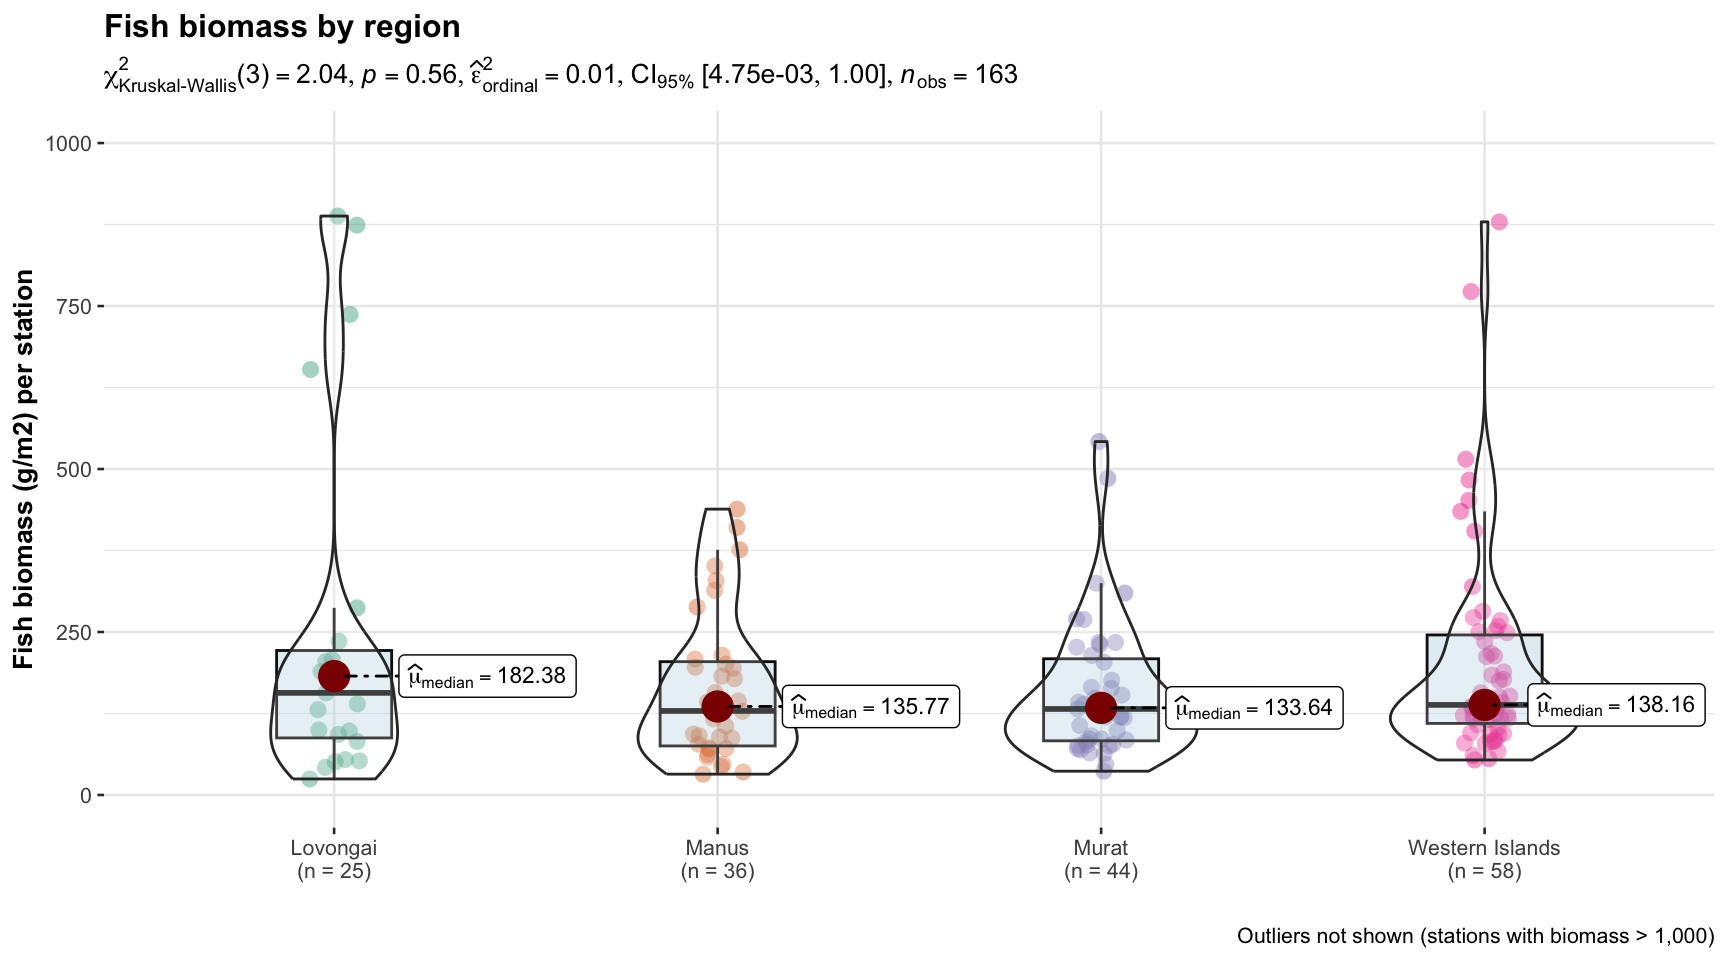 Fish biomass by region
χ²Kruskal-Wallis(3) = 2.04, p = 0.56, ε̂²ordinal = 0.01, CI95% [4.75e-03, 1.00], nobs = 163
Fish biomass (g/m2) per station
1000
750
500
250
0
μ̂median = 182.38
μ̂median = 135.77
μ̂median = 133.64
μ̂median = 138.16
Lovongai
(n = 25)
Manus
(n = 36)
Murat
(n = 44)
Western Islands
(n = 58)
Outliers not shown (stations with biomass > 1,000)